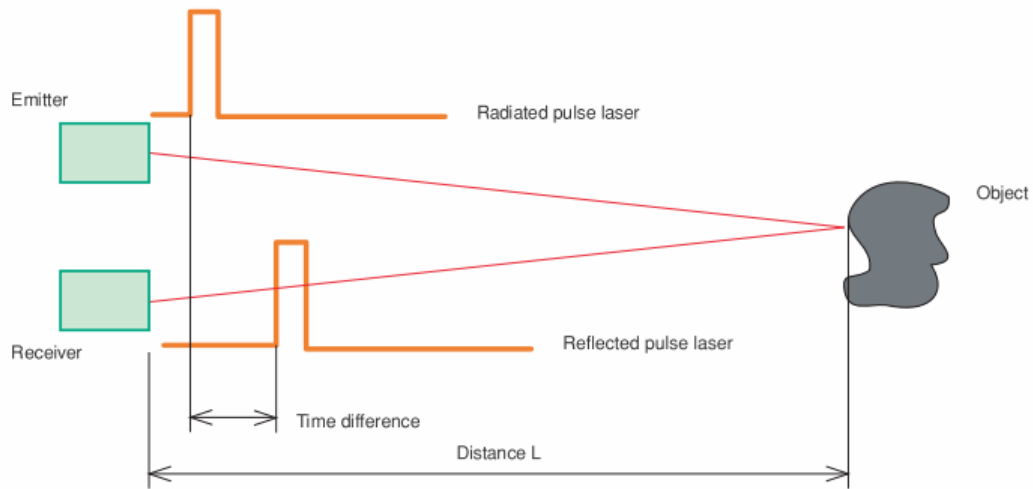 Emitter
Radiated pulse laser
Object
Receiver
Reflected pulse laser
Time difference
Distance L